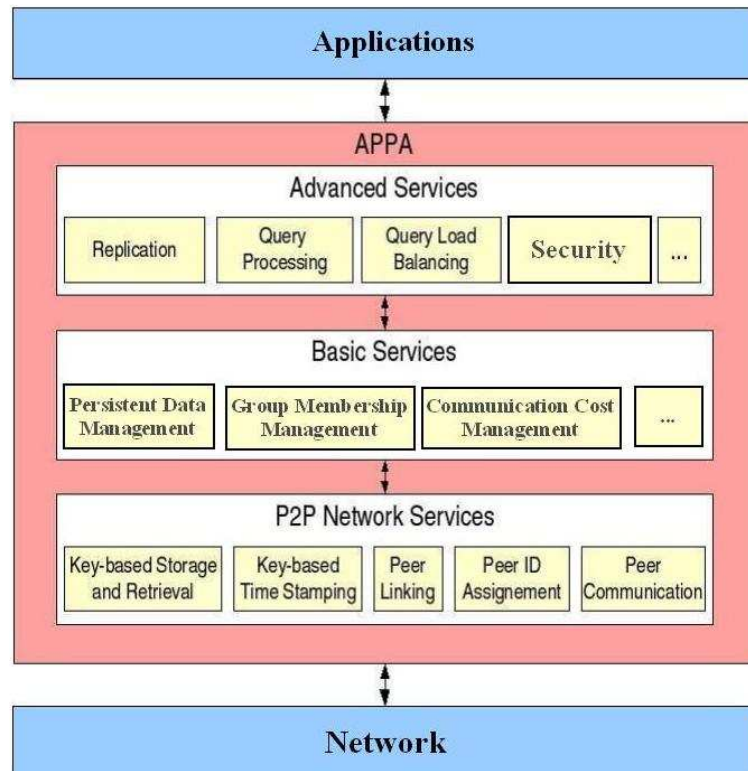 Applications
APPA
Advanced Services
Replication
Query
Processing
Query Load
Balancing
Security
...
Basic Services
Persistent Data
Management
Group Membership
Management
Communication Cost
Management
...
P2P Network Services
Key-based Storage
and Retrieval
Key-based
Time Stamping
Peer
Linking
Peer ID
Assignement
Peer
Communication
Network